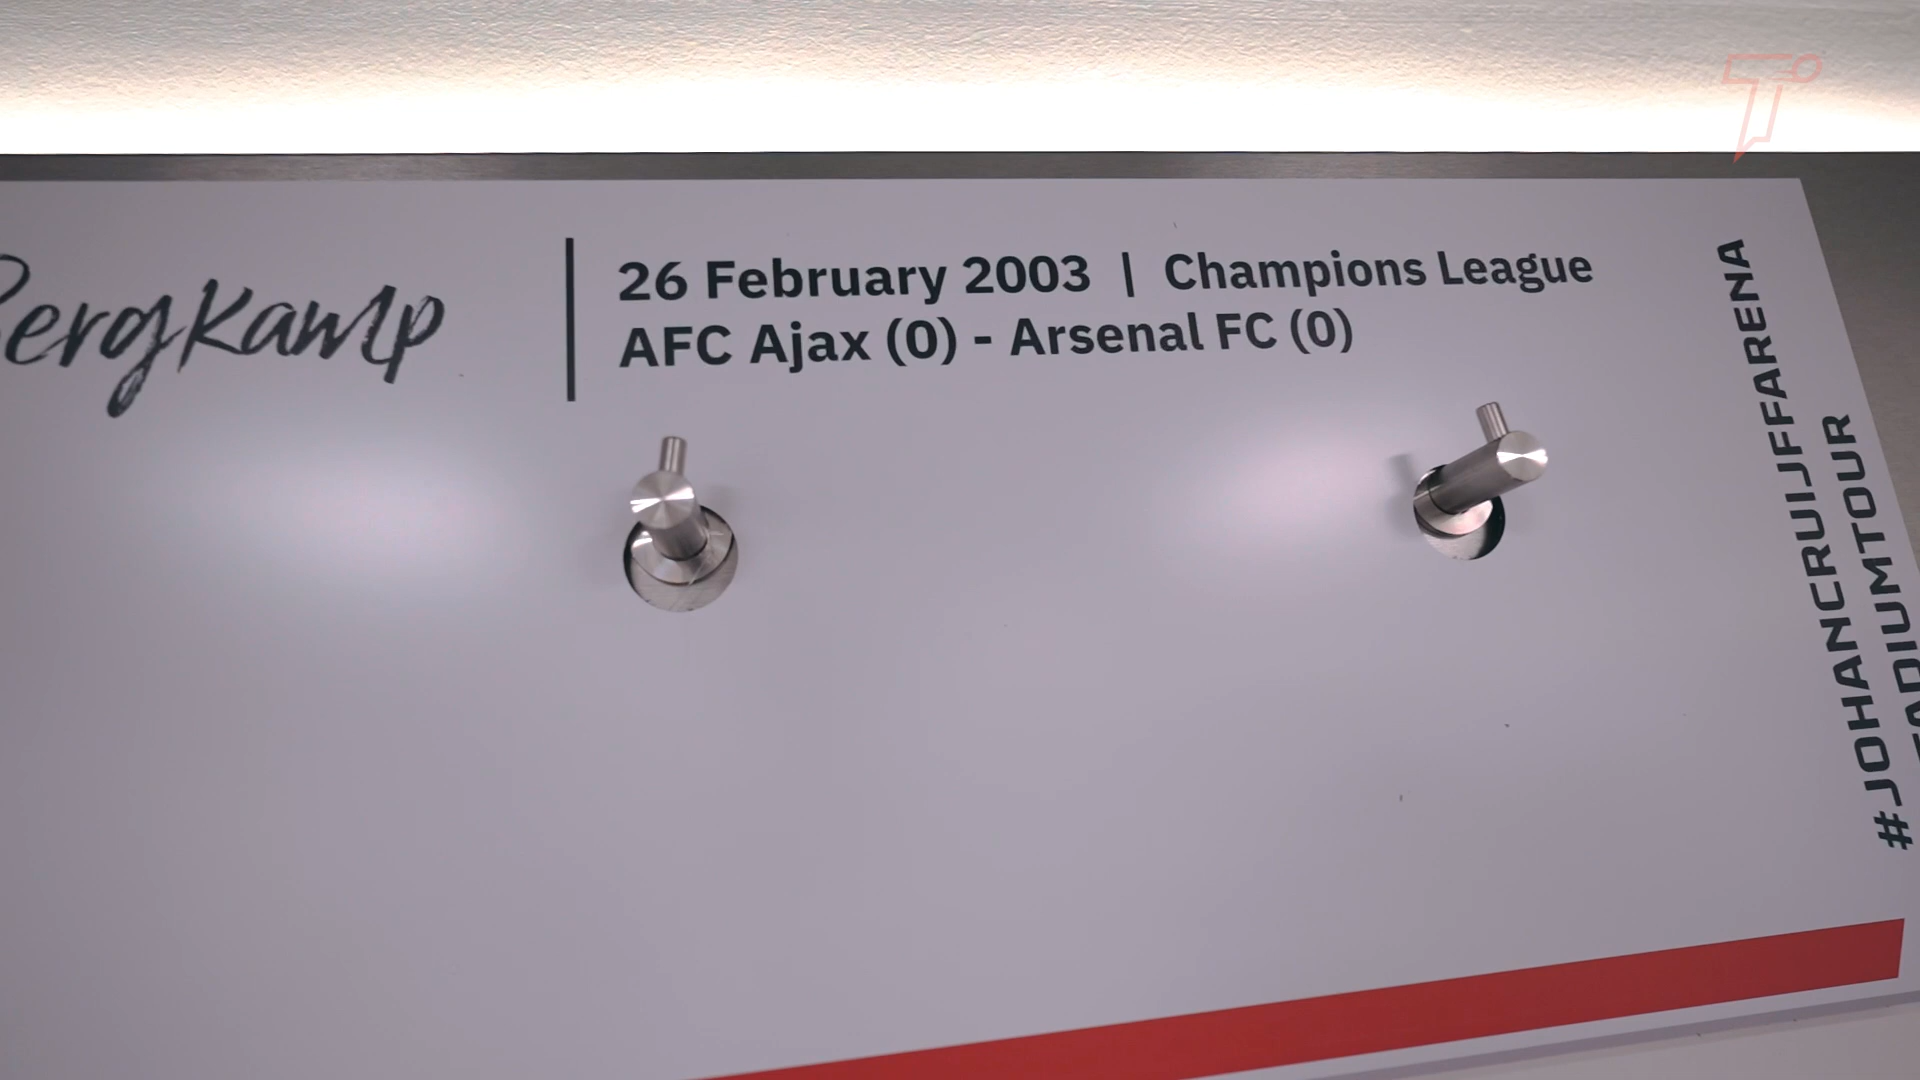 Bergkamp
26 February 2003 | Champions League
AFC Ajax (0) - Arsenal FC (0)
#JOHANCRUIJFFARENA